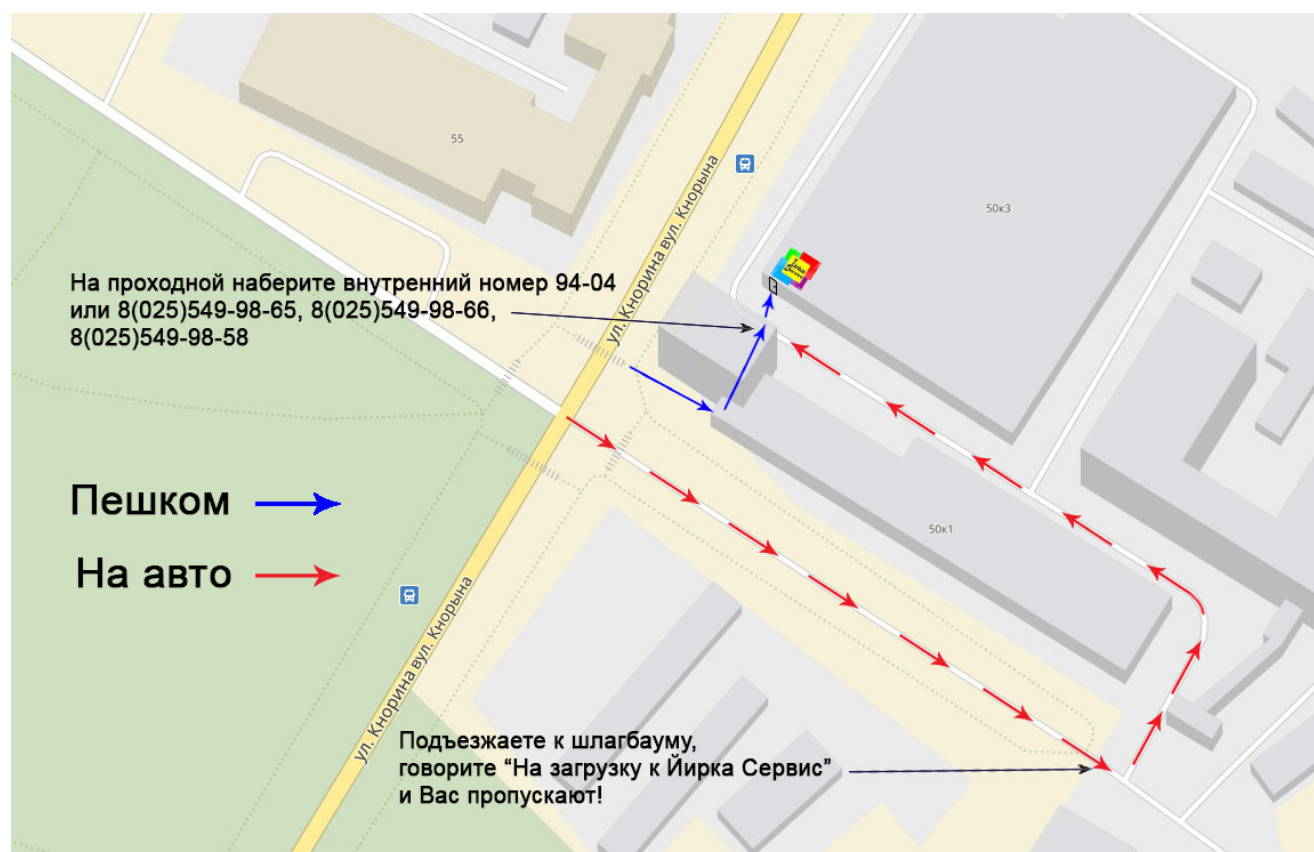 55
ул. Кнорина вул. Кнорына
50к3
На проходной наберите внутренний номер 94-04
или 8(025)549-98-65, 8(025)549-98-66,
8(025)549-98-58
Пешком
50к1
На авто
ул. Кнорина вул. Кнорына
Подъезжаете к шлагбауму,
говорите “На загрузку к Йирка Сервис”
и Вас пропускают!